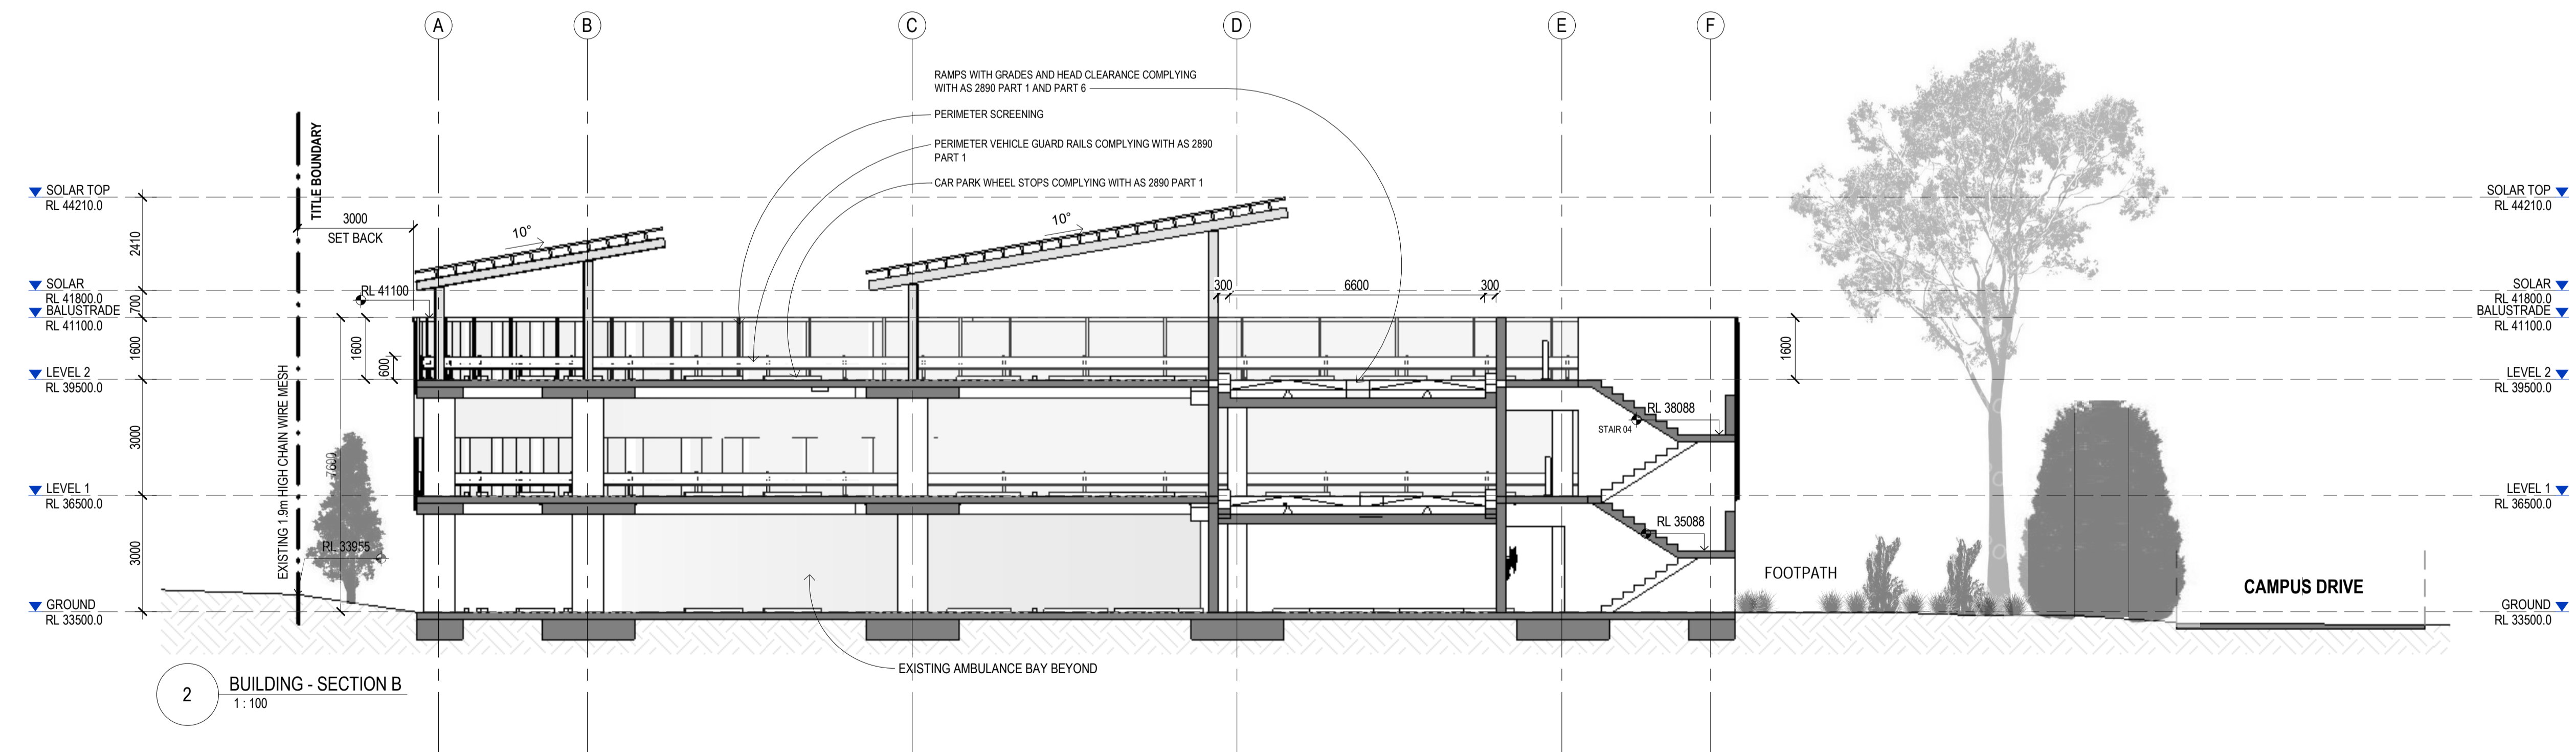 A
B
C
D
E
F
RAMPS WITH GRADES AND HEAD CLEARANCE COMPLYING
WITH AS 2890 PART 1 AND PART 6
PERIMETER SCREENING
PERIMETER VEHICLE GUARD RAILS COMPLYING WITH AS 2890
PART 1
CAR PARK WHEEL STOPS COMPLYING WITH AS 2890 PART 1
TITLE BOUNDARY
EXISTING 1.9m HIGH CHAIN WIRE MESH
3000
SET BACK
SOLAR TOP
RL 44210.0
SOLAR
RL 41800.0
BALUSTRADE
RL 41100.0
LEVEL 2
RL 39500.0
LEVEL 1
RL 36500.0
GROUND
RL 33500.0
2410
700
1600
3000
3000
RL 41100
1600
600
7600
RL 33955
10°
10°
300
6600
300
1600
RL 38088
STAIR 04
RL 35088
FOOTPATH
CAMPUS DRIVE
SOLAR TOP
RL 44210.0
SOLAR
RL 41800.0
BALUSTRADE
RL 41100.0
LEVEL 2
RL 39500.0
LEVEL 1
RL 36500.0
GROUND
RL 33500.0
EXISTING AMBULANCE BAY BEYOND
2
BUILDING - SECTION B
1 : 100